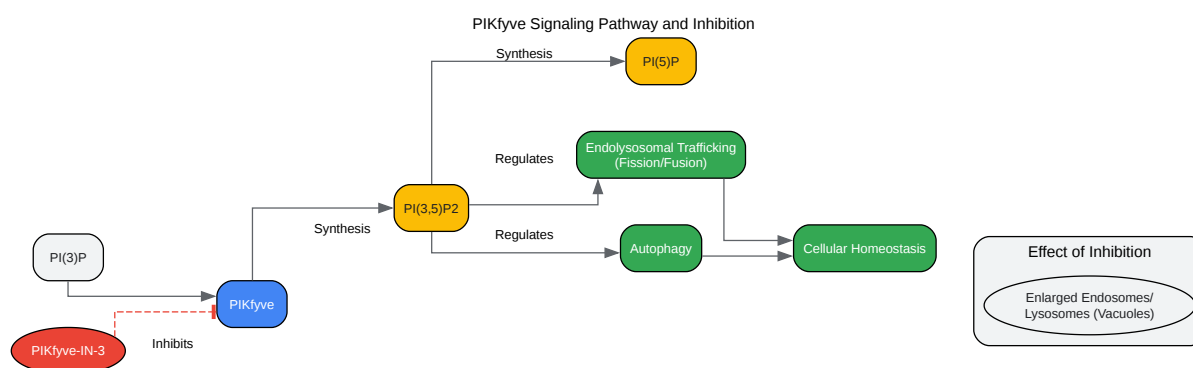 PIKfyve Signaling Pathway and Inhibition
Synthesis
PI(5)P
Regulates
Endolysosomal Trafficking
(Fission/Fusion)
PI(3,5)P2
Synthesis
Regulates
Autophagy
Cellular Homeostasis
PI(3)P
PIKfyve
PIKfyve-IN-3
Inhibits
Effect of Inhibition
Enlarged Endosomes/
Lysosomes (Vacuoles)